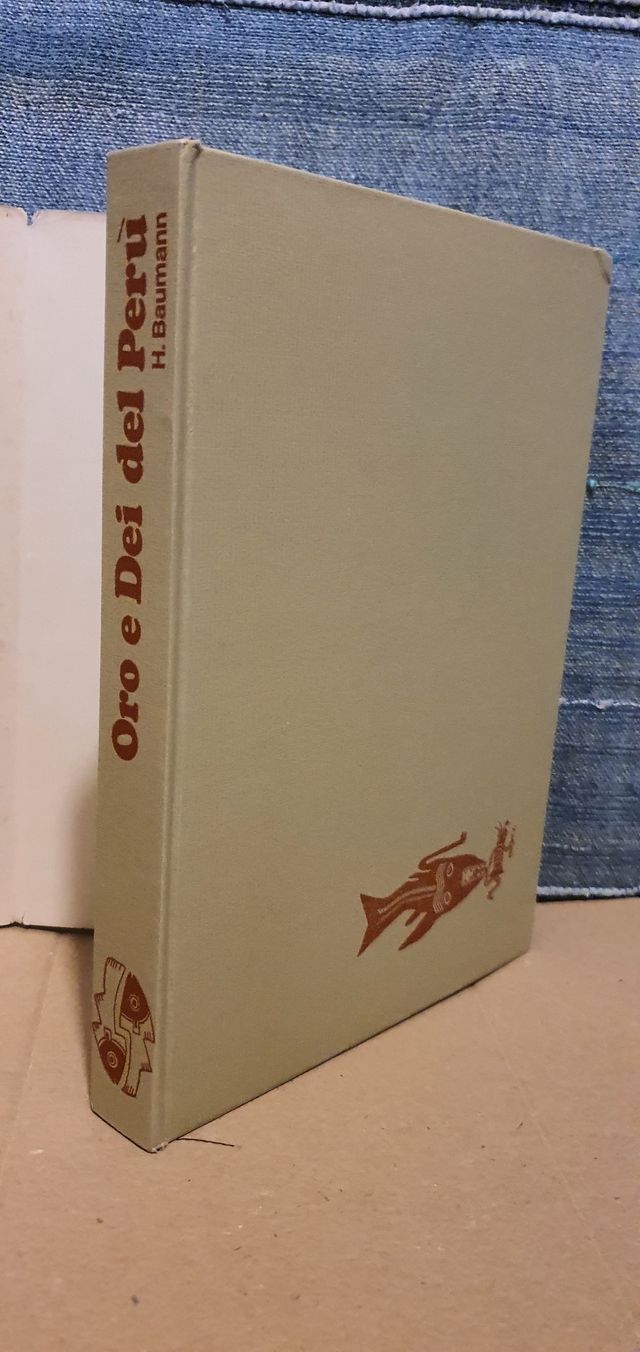 Oro e Dei del Perù
H. Baumann